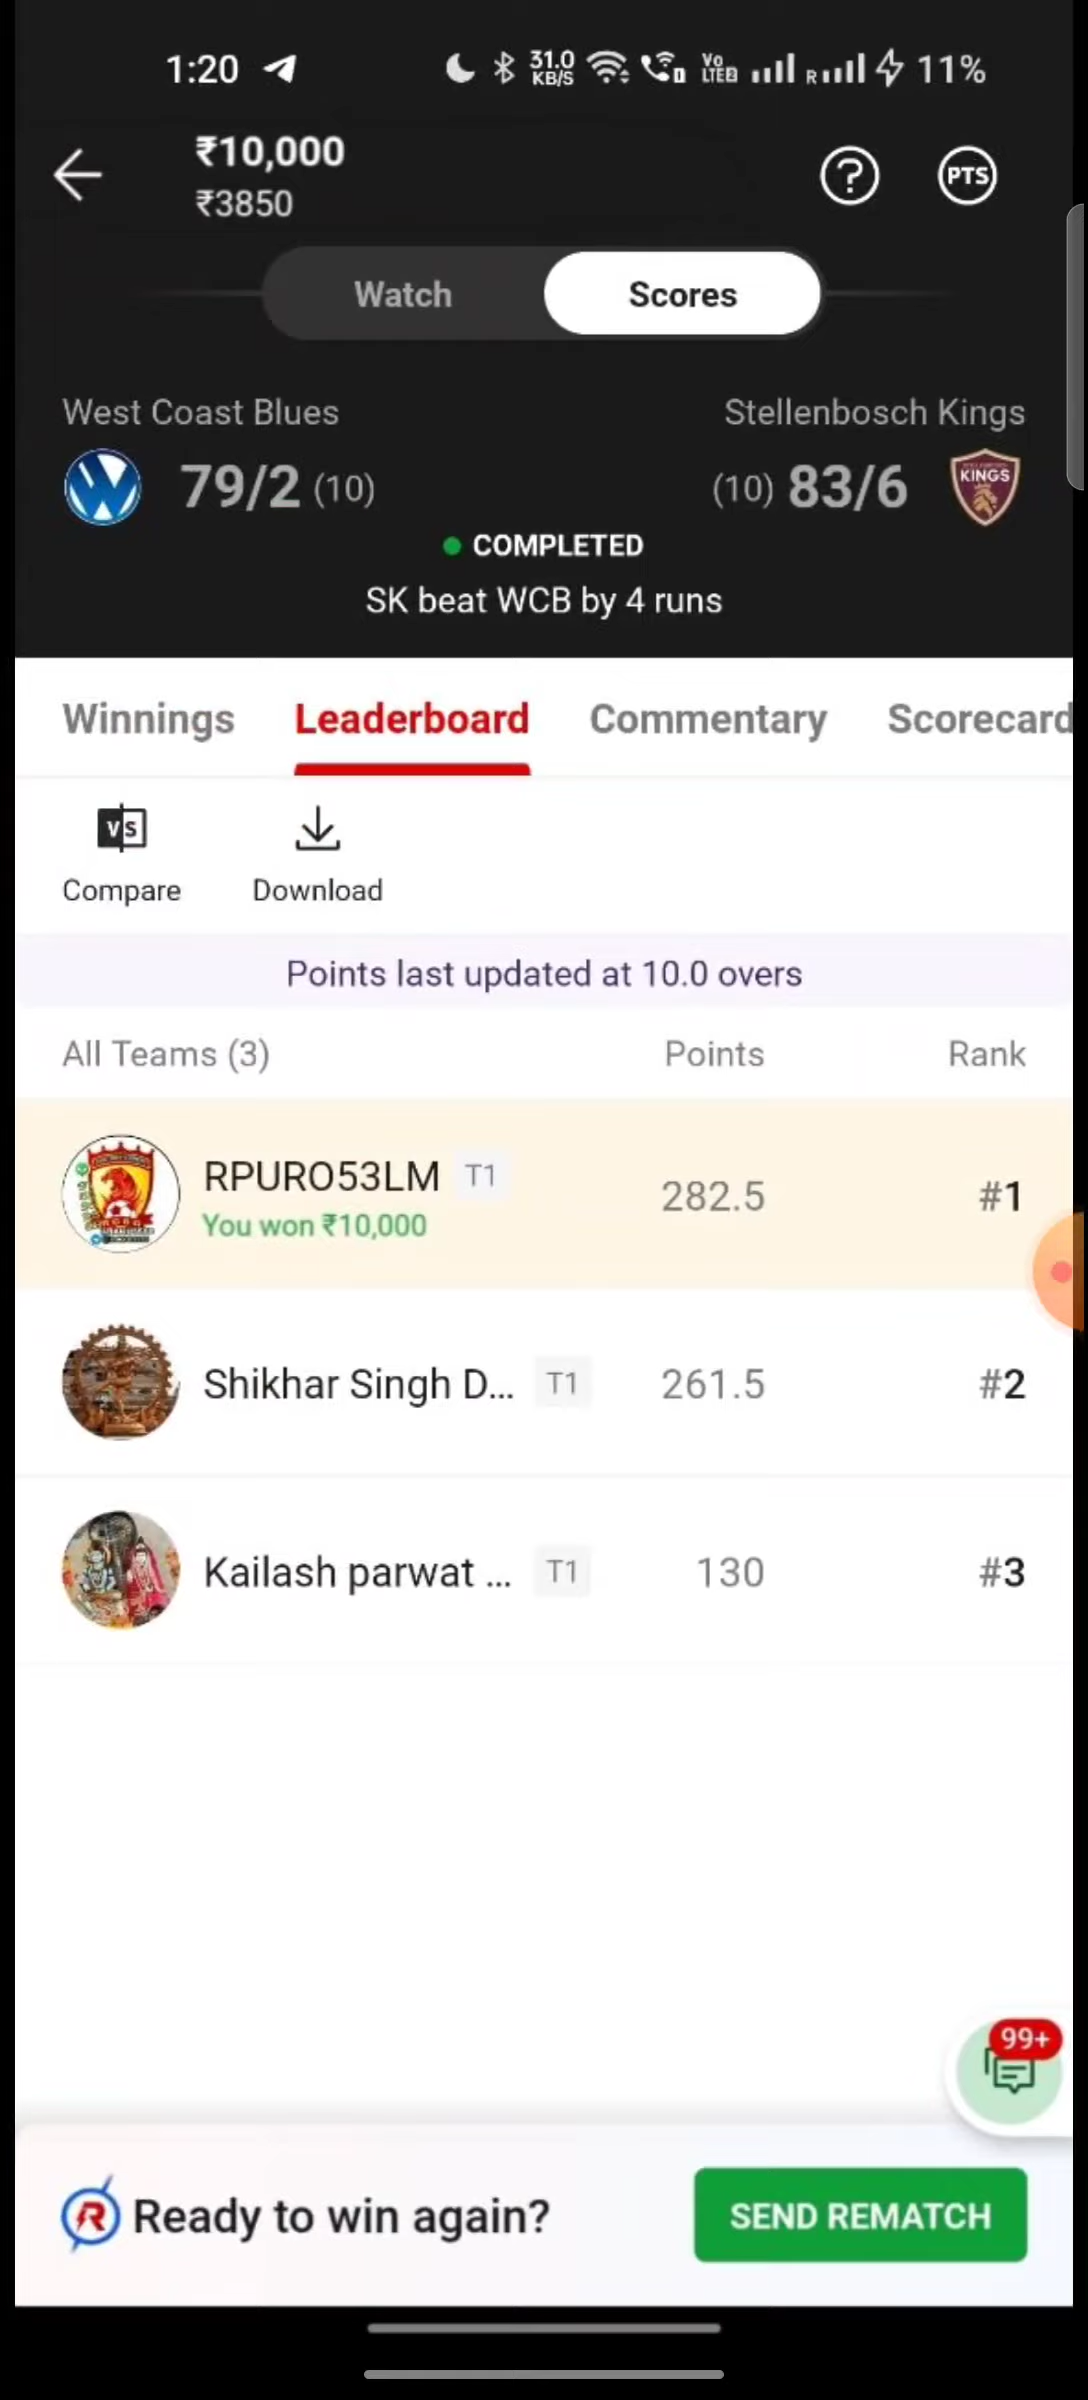 1:20 31.0 KB/S Vo LTE2 R 11%
₹10,000
₹3850
? PTS
Watch Scores
West Coast Blues Stellenbosch Kings
79/2 (10) (10) 83/6 KINGS
COMPLETED
SK beat WCB by 4 runs
Winnings Leaderboard Commentary Scorecard
VS
Compare Download
Points last updated at 10.0 overs
All Teams (3) Points Rank
RPURO53LM T1 282.5 #1
You won ₹10,000
Shikhar Singh D... T1 261.5 #2
Kailash parwat ... T1 130 #3
99+
R Ready to win again? SEND REMATCH